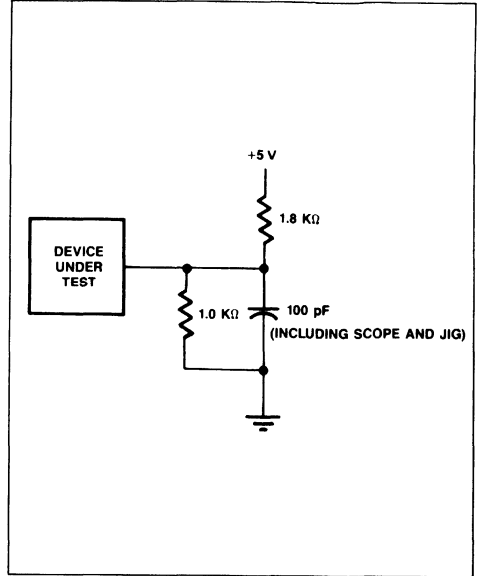 +5 V
1.8 KΩ
DEVICE
UNDER
TEST
1.0 KΩ
100 pF
(INCLUDING SCOPE AND JIG)